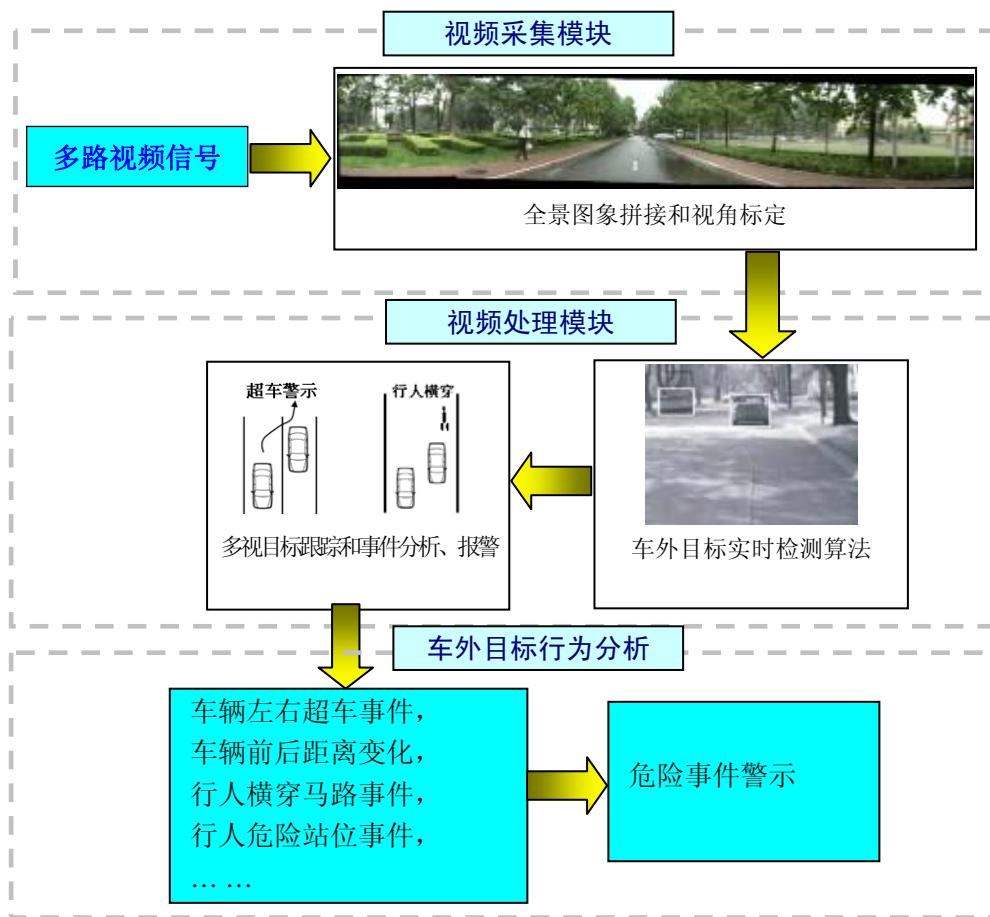 视频采集模块
多路视频信号
全景图象拼接和视角标定
视频处理模块
超车警示
行人横穿
多视目标跟踪和事件分析、报警
车外目标实时检测算法
车外目标行为分析
车辆左右超车事件，
车辆前后距离变化，
行人横穿马路事件，
行人危险站位事件，
... ...
危险事件警示